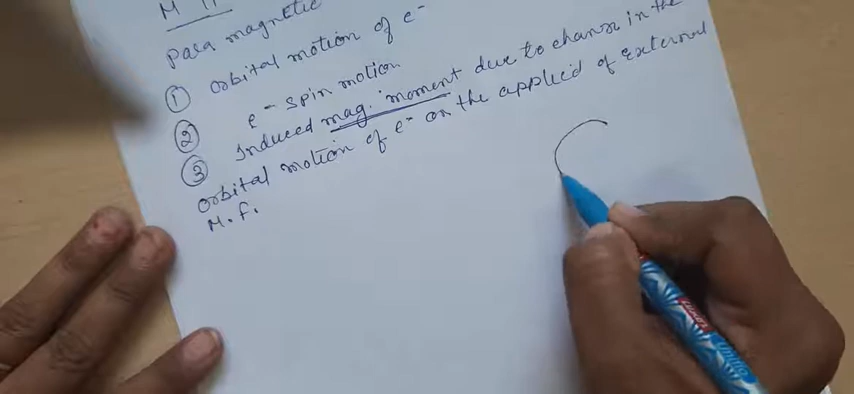 M
Para magnetic
① orbital motion of e-
② e- spin motion
③ Induced mag. moment due to change in the
orbital motion of e- on the applied of external
M.f.